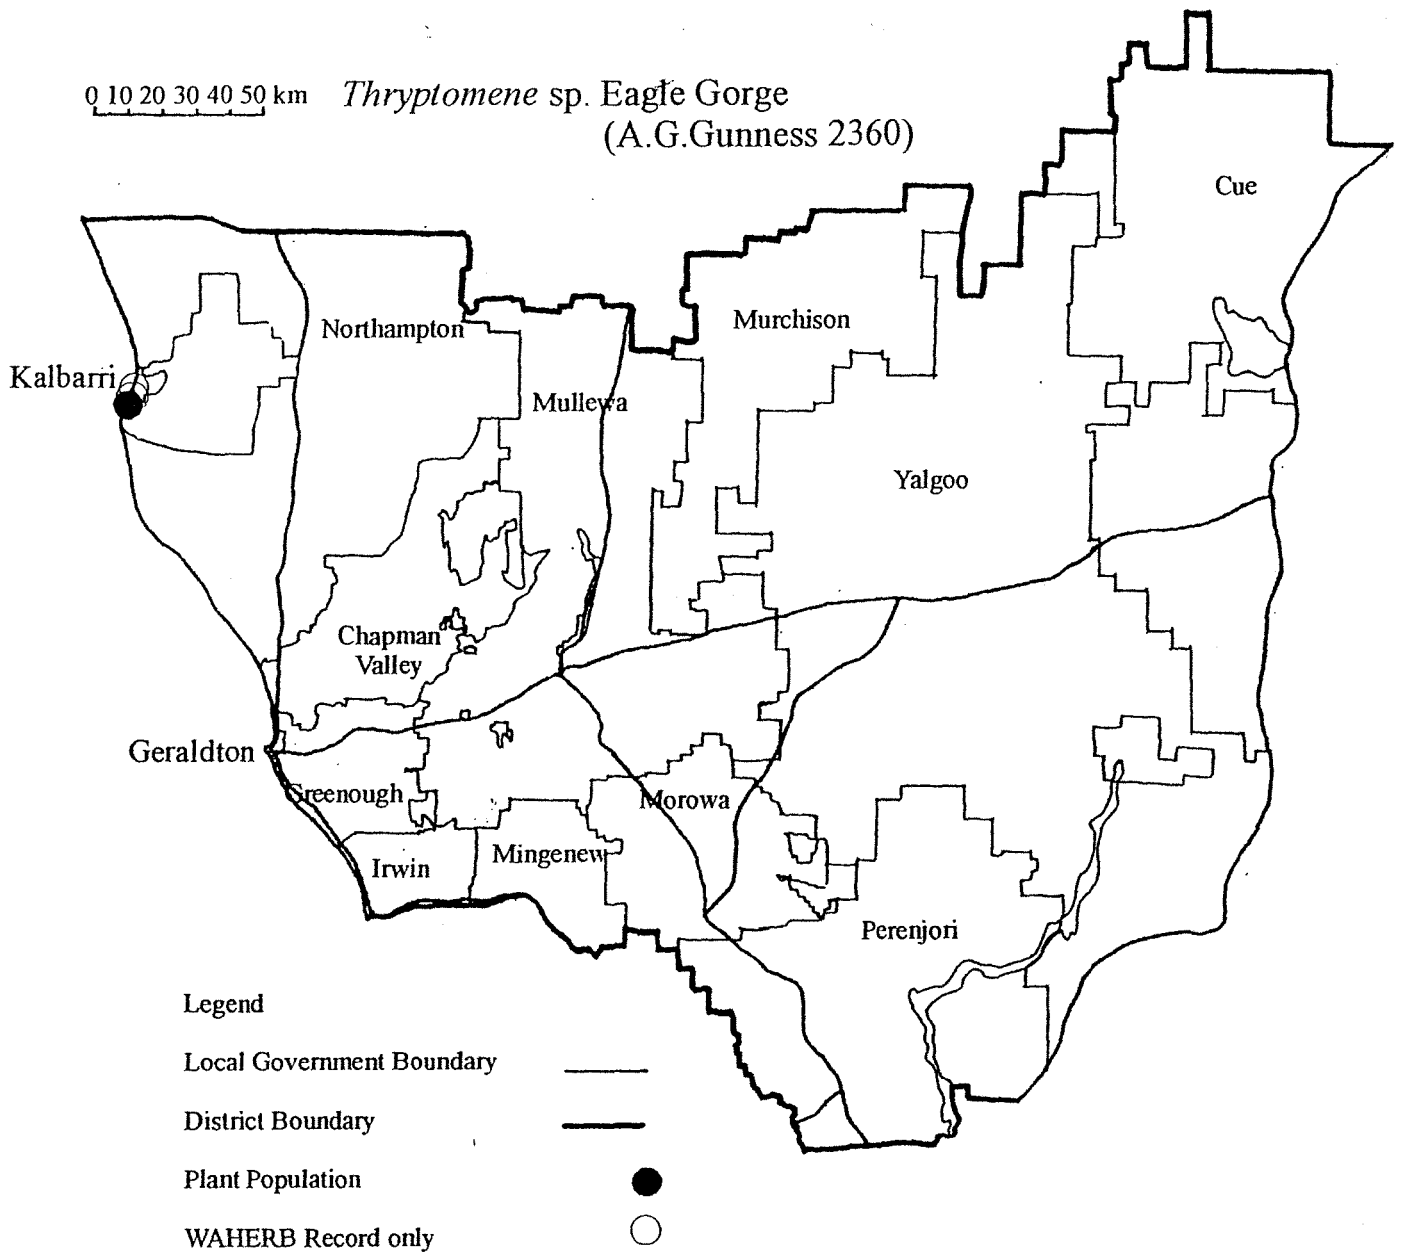 0 10 20 30 40 50 km
Thryptomene sp. Eagle Gorge
(A.G.Gunness 2360)
Cue
Northampton
Murchison
Kalbarri
Mullewa
Yalgoo
Chapman
Valley
Geraldton
Greenough
Morowa
Irwin
Mingenew
Perenjori
Legend
Local Government Boundary
District Boundary
Plant Population
WAHERB Record only